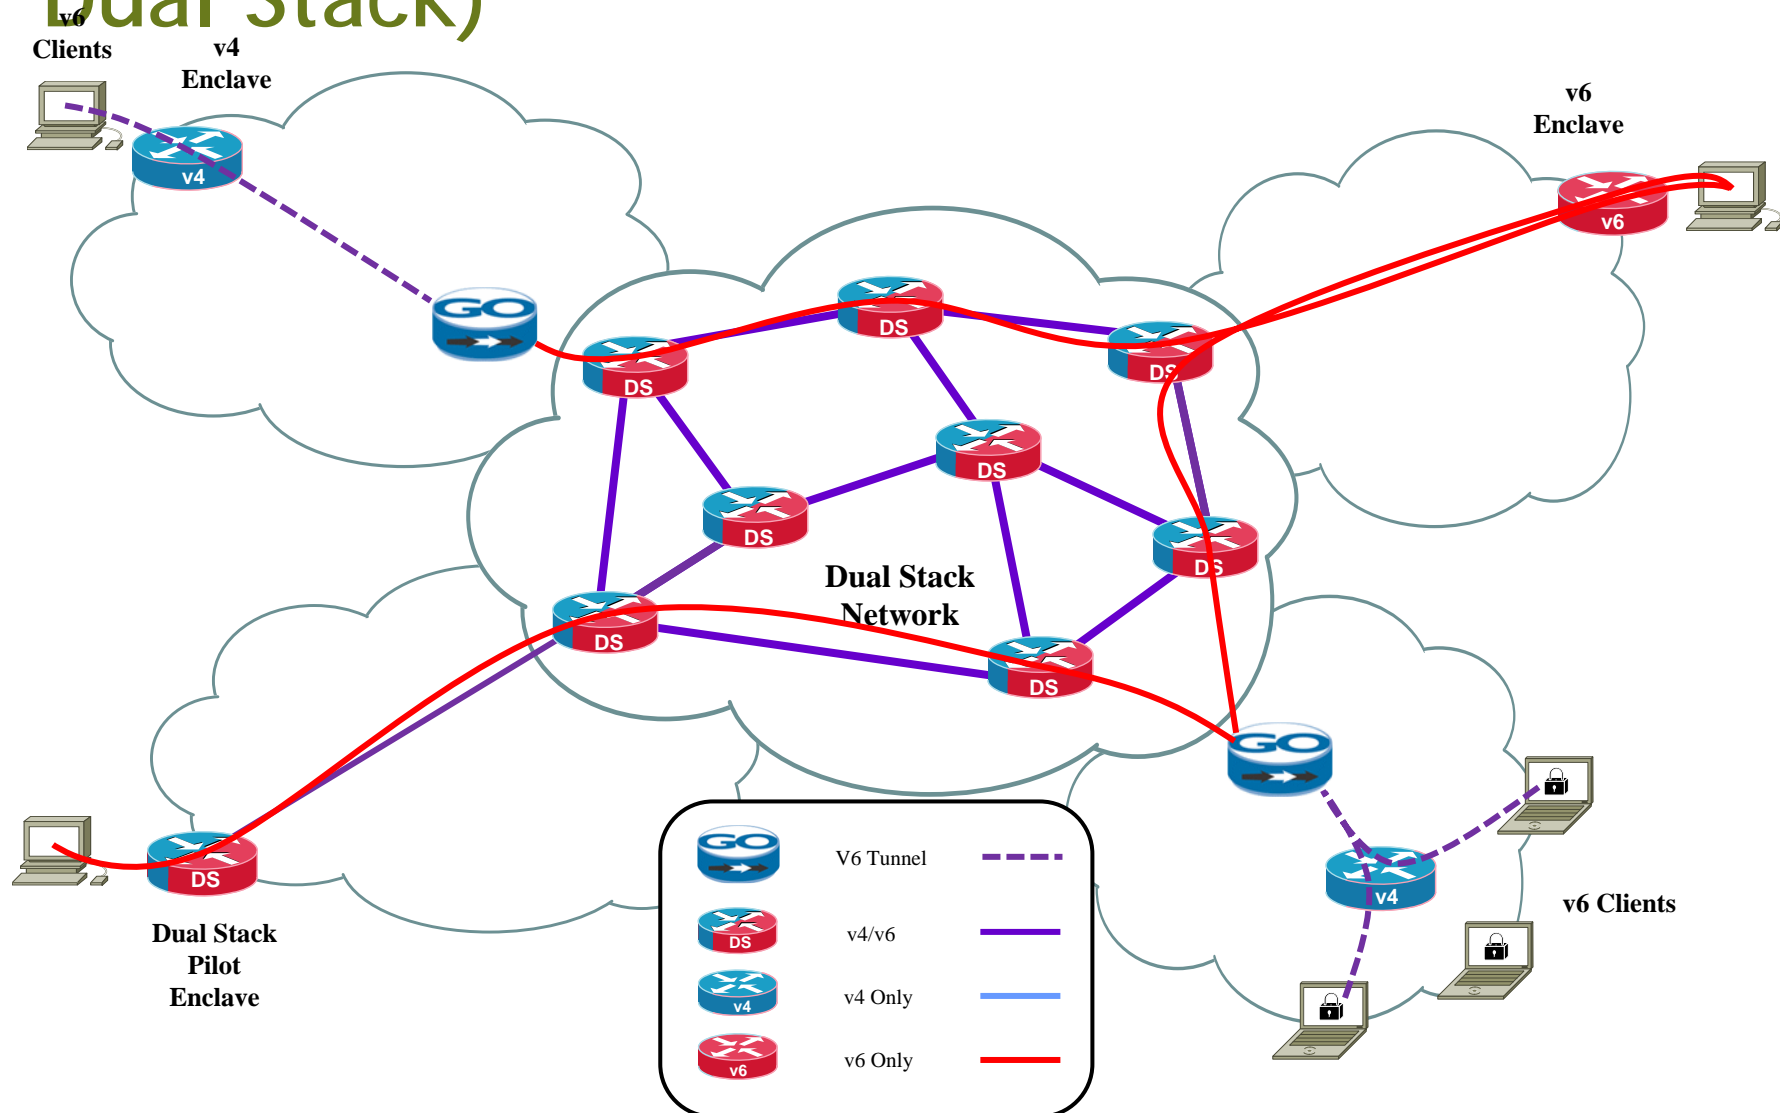 Dual Stack)
v6
Clients
v4
Enclave
v6
Enclave
v4
v6
GO
DS
DS
DS
DS
DS
DS
Dual Stack
Network
DS
DS
GO
v4
v6 Clients
DS
Dual Stack
Pilot
Enclave
GO
V6 Tunnel
DS
v4/v6
v4
v4 Only
v6
v6 Only